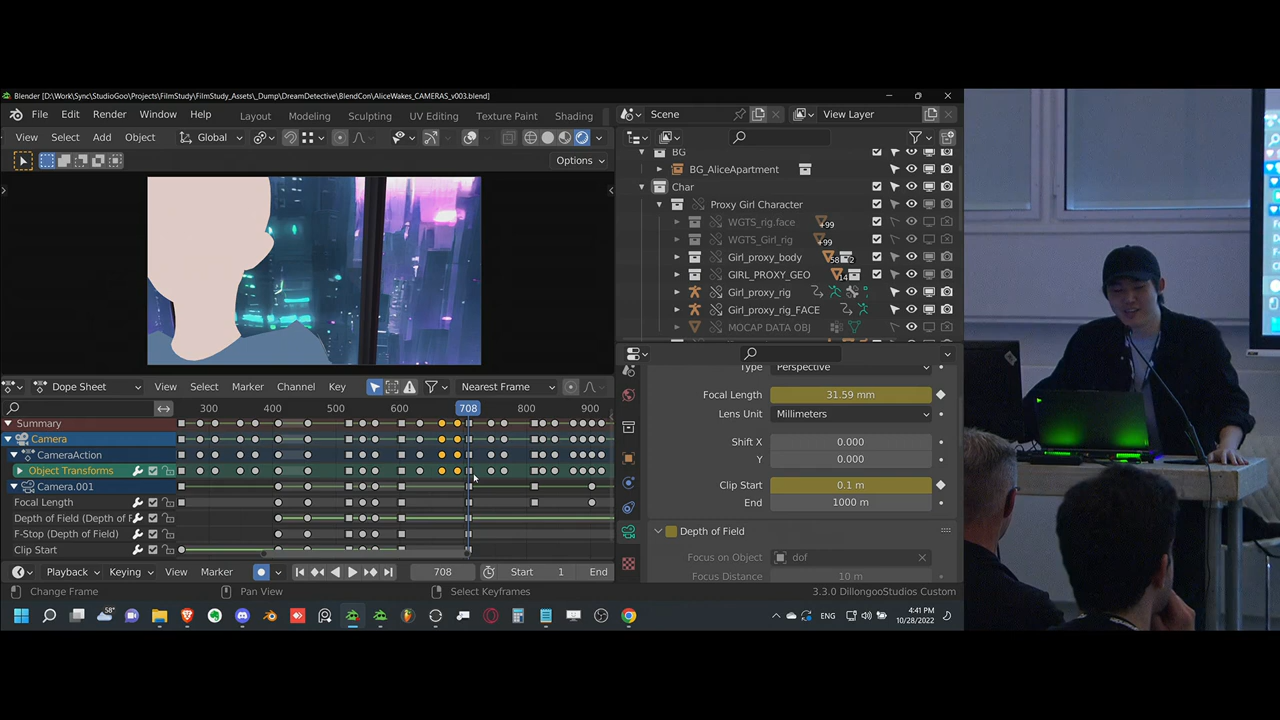 Blender [D:\Work\Sync\StudioGoo\Projects\FilmStudy\FilmStudy_Assets\_Dump\DreamDetective\BlendCon\AliceWakes_CAMERAS_v003.blend]
File Edit Render Window Help Layout Modeling Sculpting UV Editing Texture Paint Shading Scene View Layer
View Select Add Object Global
Options
BG
BG_AliceApartment
Char
Proxy Girl Character
WGTS_rig.face +99
WGTS_Girl_rig +99
Girl_proxy_body 58 2
GIRL_PROXY_GEO 14
Girl_proxy_rig
Girl_proxy_rig_FACE
MOCAP DATA OBJ
Dope Sheet View Select Marker Channel Key Nearest Frame
300 400 500 600 708 800 900
Summary
Camera
CameraAction
Object Transforms
Camera.001
Focal Length
Depth of Field (Depth of F
F-Stop (Depth of Field)
Clip Start
Playback Keying View Marker 708 Start 1 End
Change Frame Pan View Select Keyframes
Type Perspective
Focal Length 31.59 mm
Lens Unit Millimeters
Shift X 0.000
Y 0.000
Clip Start 0.1 m
End 1000 m
Depth of Field
Focus on Object dof
Focus Distance 10 m
3.3.0 DillongooStudios Custom
58°
ENG
4:41 PM
10/28/2022